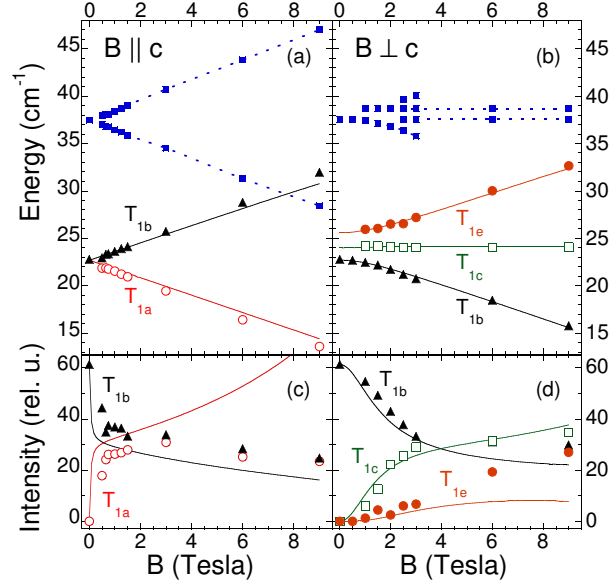 0 2 4 6 8 0 2 4 6 8
45 40 35 30 25 20 15
Energy (cm-1)
B || c (a)
T1b
T1a
B ⊥ c (b)
T1e
T1c
T1b
45 40 35 30 25 20 15
60 40 20 0
Intensity (rel. u.)
(c)
T1b
T1a
(d)
T1b
T1c
T1e
60 40 20 0
0 2 4 6 8 0 2 4 6 8
B (Tesla) B (Tesla)